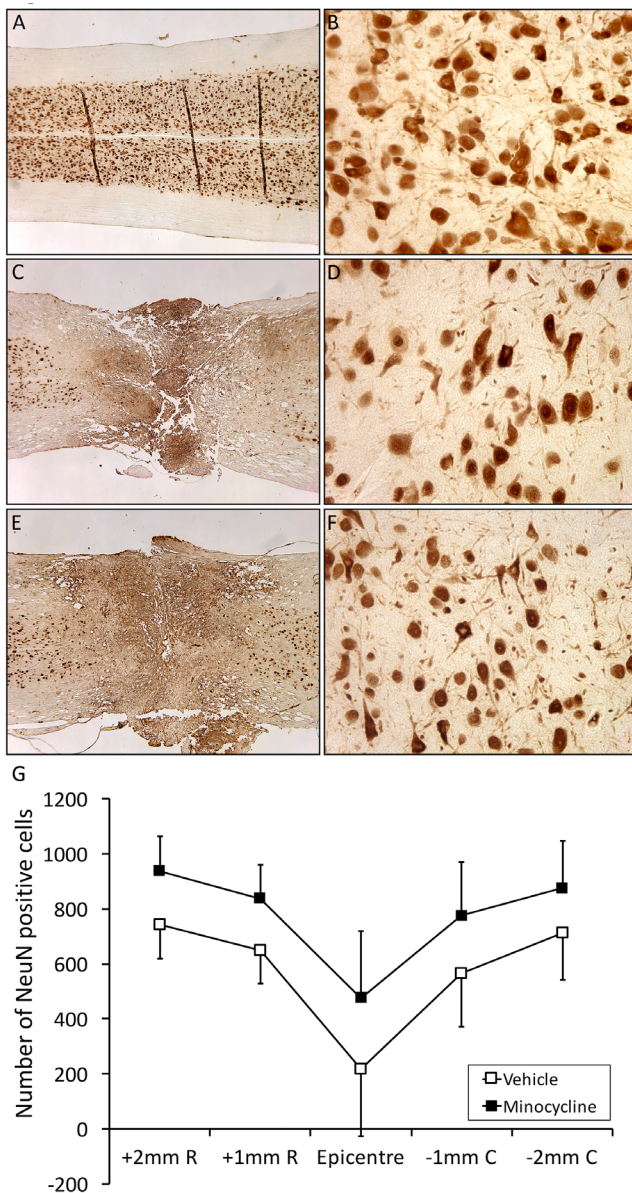 A
B
C
D
E
F
G
Number of NeuN positive cells
1200
1000
800
600
400
200
0
-200
+2mm R
+1mm R
Epicentre
-1mm C
-2mm C
Vehicle
Minocycline